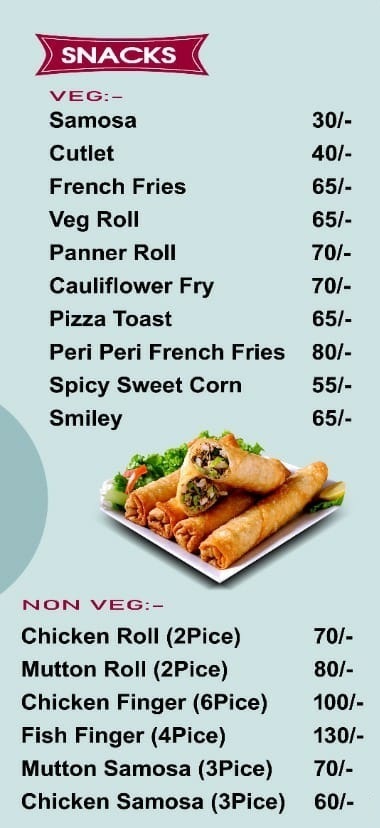 SNACKS
VEG:-
Samosa 30/-
Cutlet 40/-
French Fries 65/-
Veg Roll 65/-
Panner Roll 70/-
Cauliflower Fry 70/-
Pizza Toast 65/-
Peri Peri French Fries 80/-
Spicy Sweet Corn 55/-
Smiley 65/-
NON VEG:-
Chicken Roll (2Pice) 70/-
Mutton Roll (2Pice) 80/-
Chicken Finger (6Pice) 100/-
Fish Finger (4Pice) 130/-
Mutton Samosa (3Pice) 70/-
Chicken Samosa (3Pice) 60/-